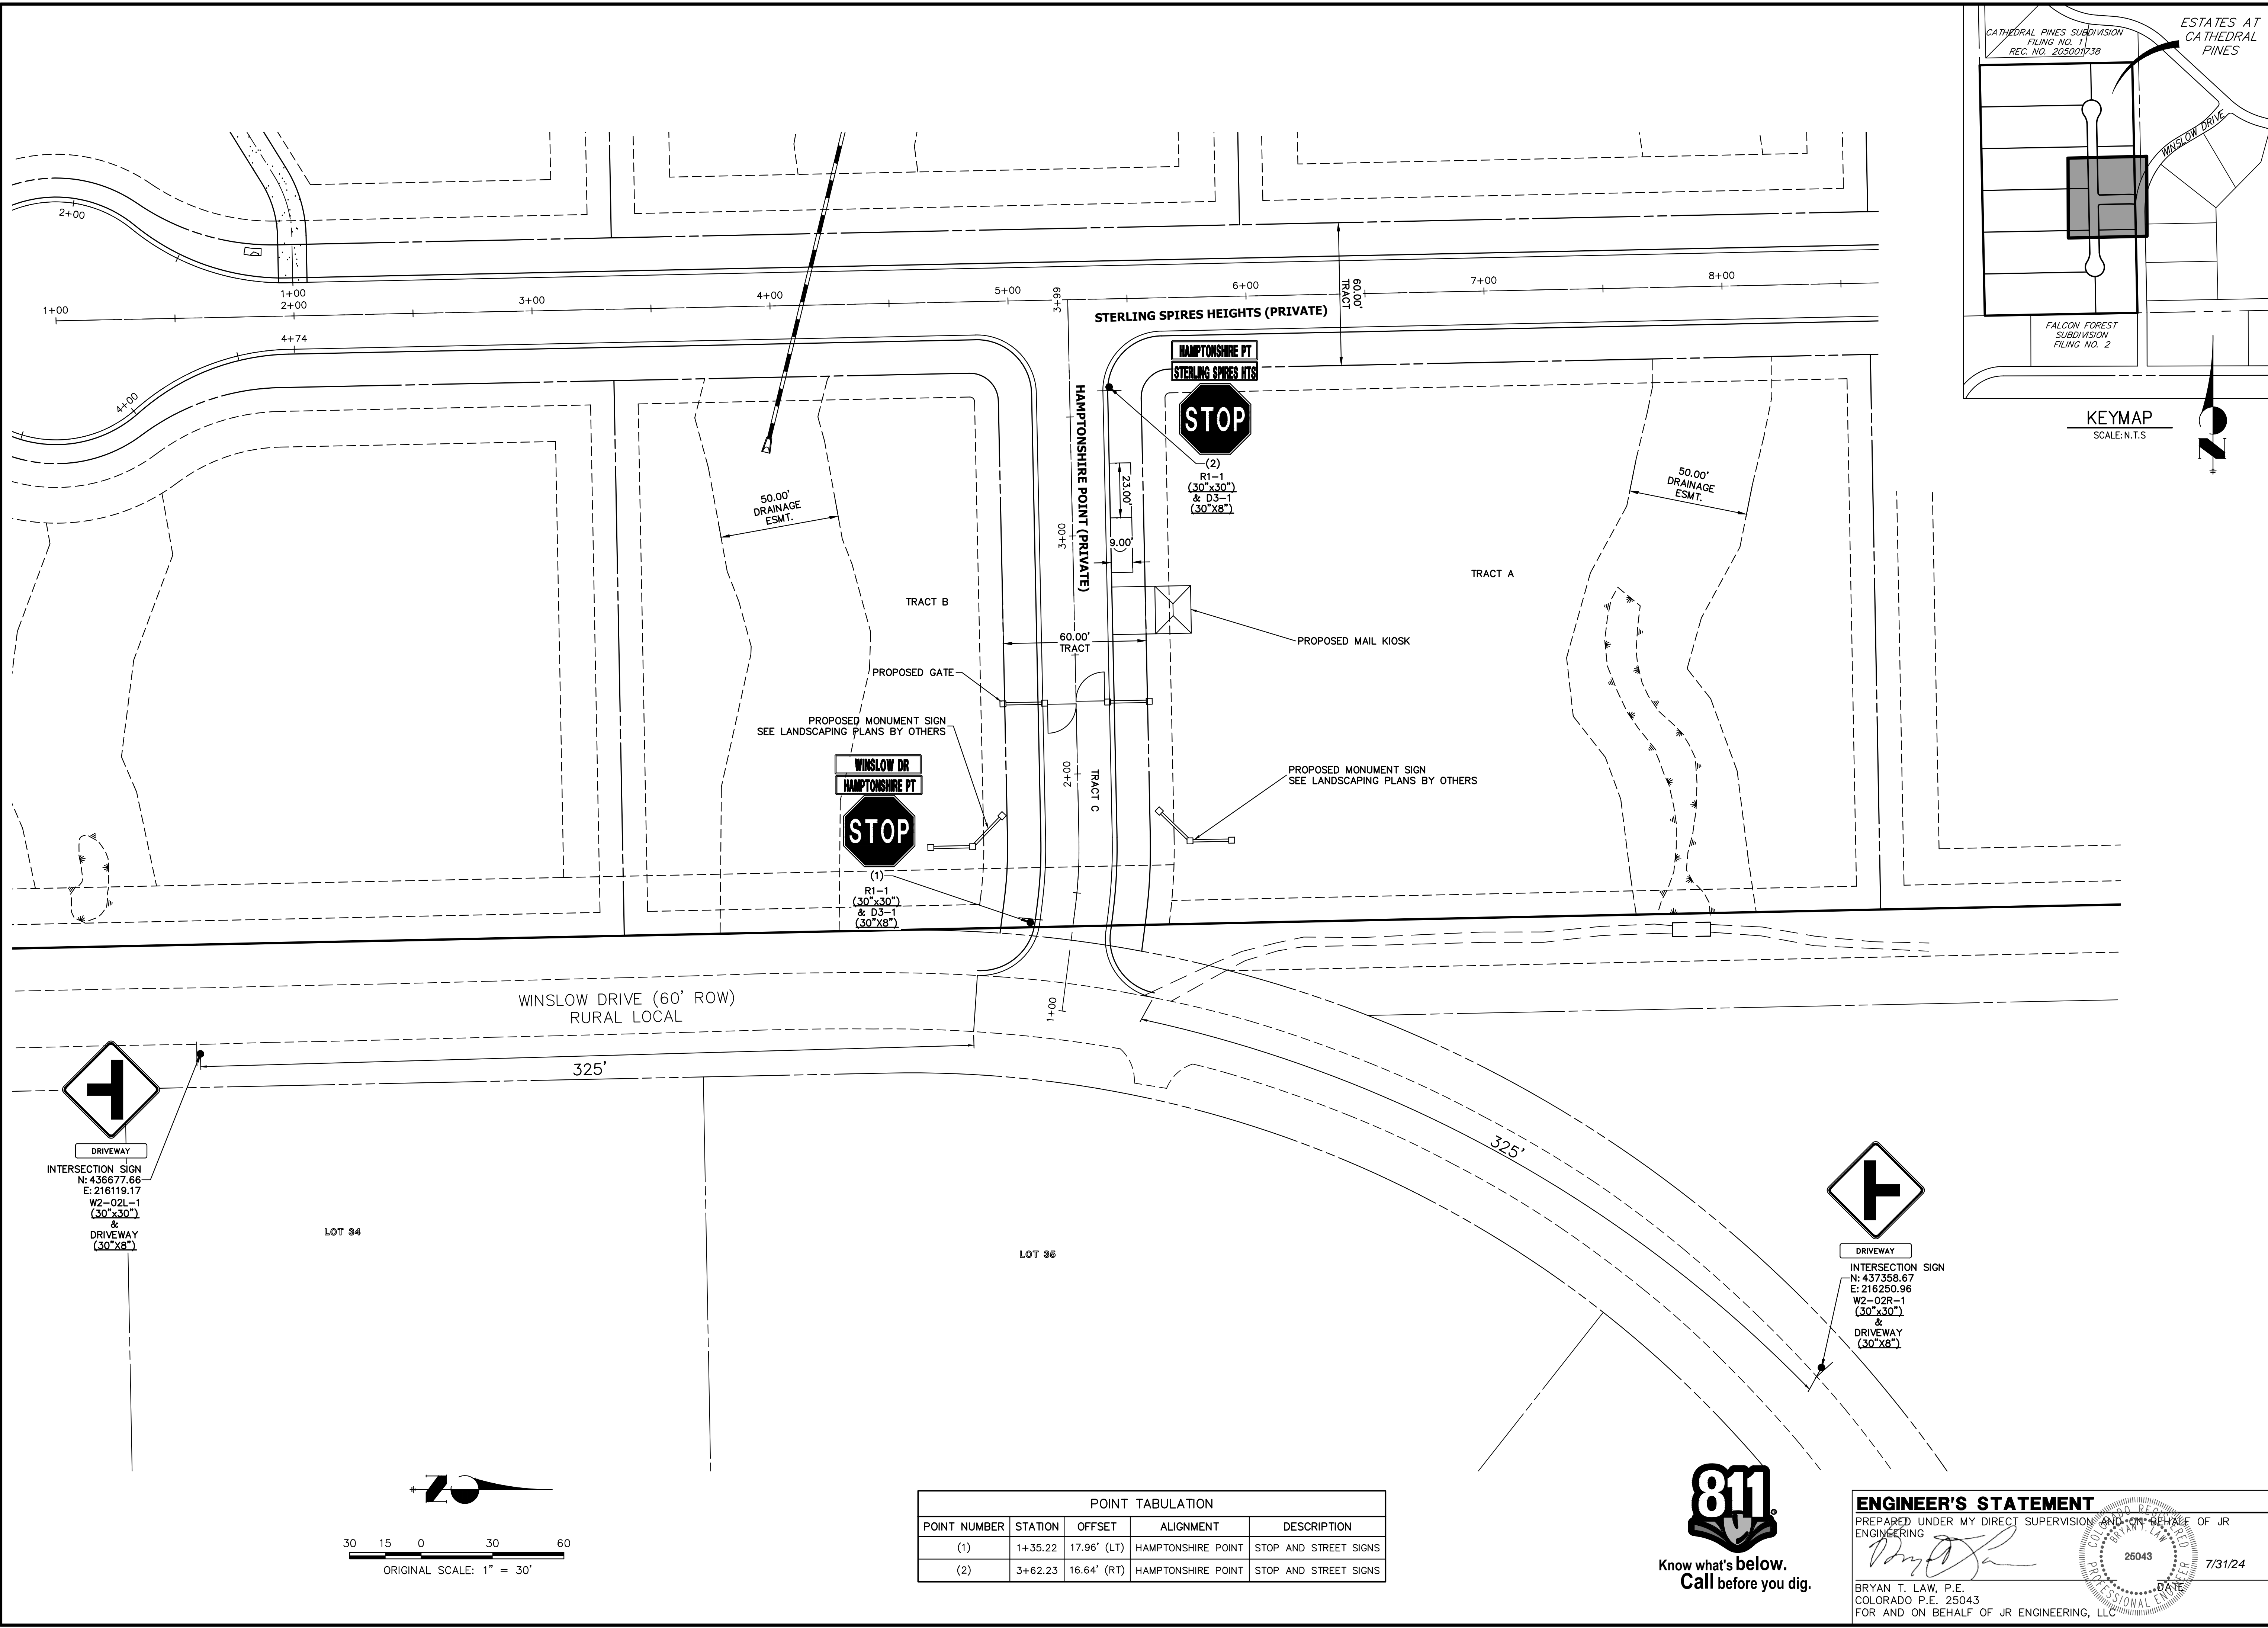 CATHEDRAL PINES SUBDIVISION
FILING NO. 1
REC. NO. 205001738
ESTATES AT
CATHEDRAL
PINES
WINSLOW DRIVE
FALCON FOREST
SUBDIVISION
FILING NO. 2
KEYMAP
SCALE: N.T.S
N
2+00
1+00
1+00
2+00
3+00
4+00
5+00
3+99
6+00
7+00
8+00
4+74
4+00
STERLING SPIRES HEIGHTS (PRIVATE)
60.00'
TRACT
HAMPTONSHIRE PT
STERLING SPIRES HTS
STOP
(2)
R1-1
(30"x30")
& D3-1
(30"X8")
HAMPTONSHIRE POINT (PRIVATE)
23.00'
9.00'
3+00
50.00'
DRAINAGE
ESMT.
50.00'
DRAINAGE
ESMT.
TRACT B
TRACT A
60.00'
TRACT
PROPOSED MAIL KIOSK
PROPOSED GATE
PROPOSED MONUMENT SIGN
SEE LANDSCAPING PLANS BY OTHERS
2+00
TRACT C
PROPOSED MONUMENT SIGN
SEE LANDSCAPING PLANS BY OTHERS
WINSLOW DR
HAMPTONSHIRE PT
STOP
(1)
R1-1
(30"x30")
& D3-1
(30"X8")
1+00
WINSLOW DRIVE (60' ROW)
RURAL LOCAL
325'
325'
DRIVEWAY
INTERSECTION SIGN
N: 436677.66
E: 216119.17
W2-02L-1
(30"x30")
&
DRIVEWAY
(30"X8")
LOT 34
LOT 35
DRIVEWAY
INTERSECTION SIGN
N: 437358.67
E: 216250.96
W2-02R-1
(30"x30")
&
DRIVEWAY
(30"X8")
N
30 15 0 30 60
ORIGINAL SCALE: 1" = 30'
POINT TABULATION
POINT NUMBER STATION OFFSET ALIGNMENT DESCRIPTION
(1) 1+35.22 17.96' (LT) HAMPTONSHIRE POINT STOP AND STREET SIGNS
(2) 3+62.23 16.64' (RT) HAMPTONSHIRE POINT STOP AND STREET SIGNS
811
Know what's below.
Call before you dig.
ENGINEER'S STATEMENT
PREPARED UNDER MY DIRECT SUPERVISION AND ON BEHALF OF JR
ENGINEERING
COLORADO REGISTERED
BRYAN T. LAW
25043
PROFESSIONAL ENGINEER
7/31/24
DATE
BRYAN T. LAW, P.E.
COLORADO P.E. 25043
FOR AND ON BEHALF OF JR ENGINEERING, LLC